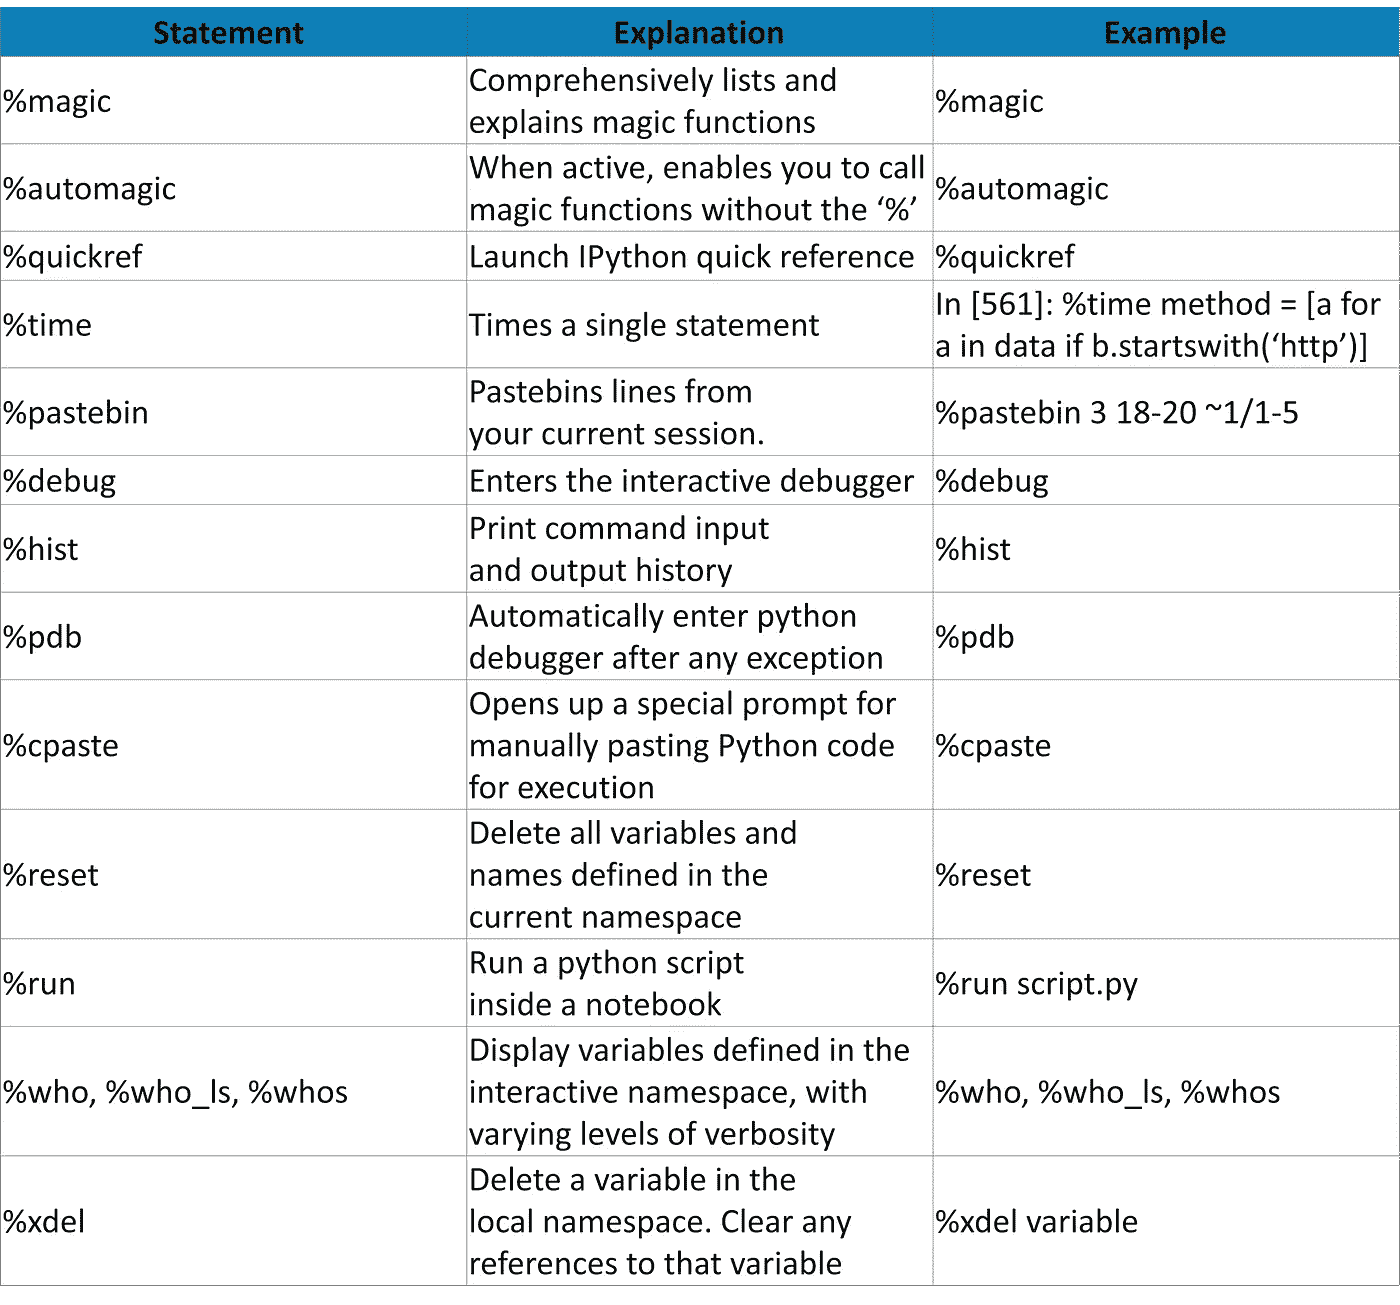 Statement Explanation Example
%magic
Comprehensively lists and
explains magic functions
%magic
%automagic
When active, enables you to call
magic functions without the ‘%’
%automagic
%quickref
Launch IPython quick reference
%quickref
%time
Times a single statement
In [561]: %time method = [a for
a in data if b.startswith(‘http’)]
%pastebin
Pastebins lines from
your current session.
%pastebin 3 18-20 ~1/1-5
%debug
Enters the interactive debugger
%debug
%hist
Print command input
and output history
%hist
%pdb
Automatically enter python
debugger after any exception
%pdb
%cpaste
Opens up a special prompt for
manually pasting Python code
for execution
%cpaste
%reset
Delete all variables and
names defined in the
current namespace
%reset
%run
Run a python script
inside a notebook
%run script.py
%who, %who_ls, %whos
Display variables defined in the
interactive namespace, with
varying levels of verbosity
%who, %who_ls, %whos
%xdel
Delete a variable in the
local namespace. Clear any
references to that variable
%xdel variable